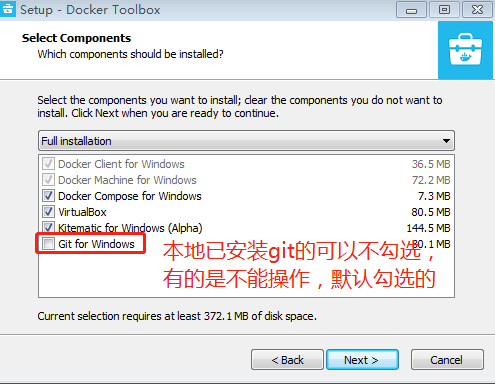 Setup - Docker Toolbox
Select Components
Which components should be installed?
Select the components you want to install; clear the components you do not want to
install. Click Next when you are ready to continue.
Full installation
Docker Client for Windows 36.5 MB
Docker Machine for Windows 72.2 MB
Docker Compose for Windows 7.3 MB
VirtualBox 80.5 MB
Kitematic for Windows (Alpha) 144.5 MB
Git for Windows .1 MB
本地已安装git的可以不勾选，
有的是不能操作，默认勾选的
Current selection requires at least 372.1 MB of disk space.
< Back Next > Cancel